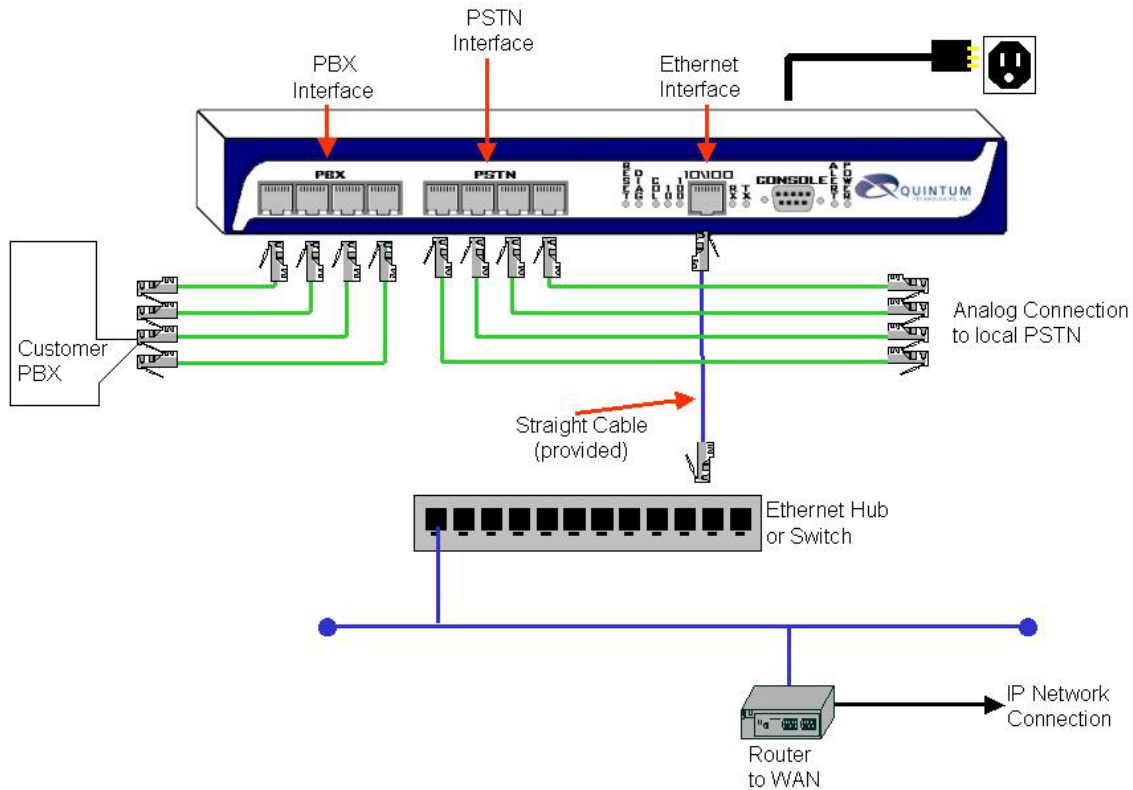 PSTN
Interface
PBX
Interface
Ethernet
Interface
PBX
PSTN
RESET
DIAG
COL
10
100
10\100
RX
TX
CONSOLE
ALERT
POWER
QUINTUM
TECHNOLOGIES, INC.
Customer
PBX
Analog Connection
to local PSTN
Straight Cable
(provided)
Ethernet Hub
or Switch
IP Network
Connection
Router
to WAN